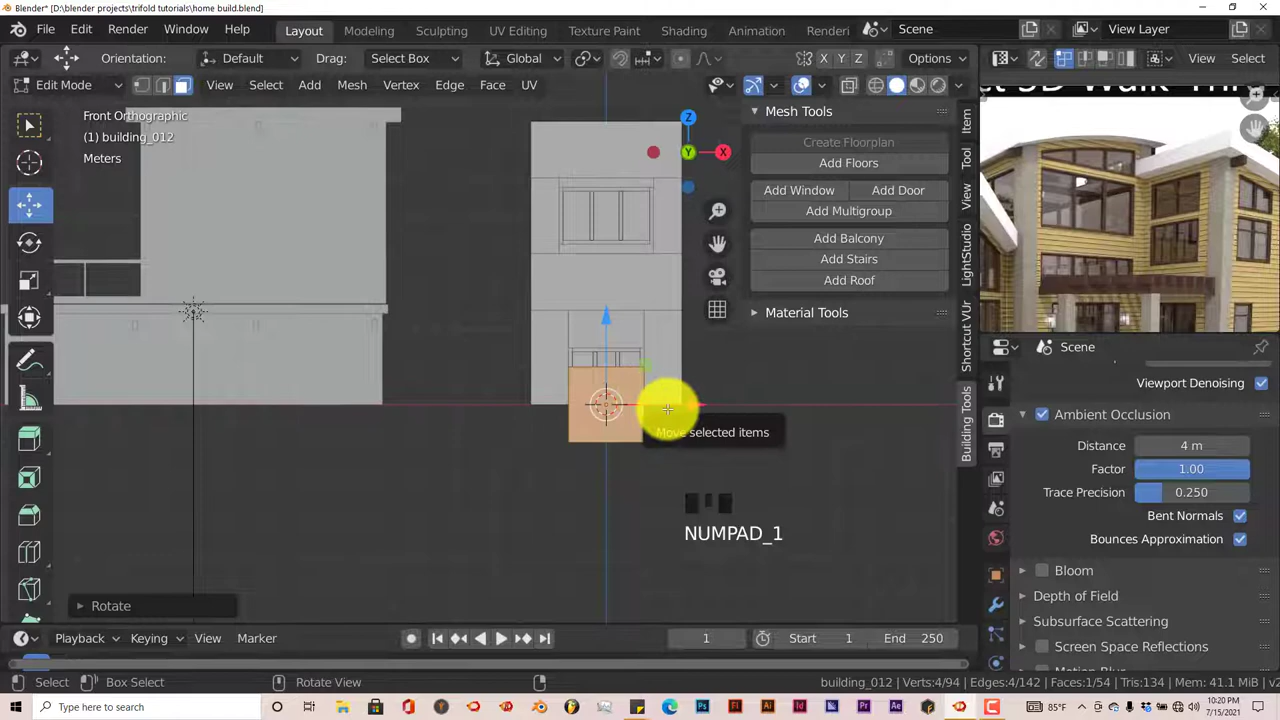 Blender* [D:\blender projects\trifold tutorials\home build.blend]
File Edit Render Window Help Layout Modeling Sculpting UV Editing Texture Paint Shading Animation Renderi Scene View Layer
Orientation: Default Drag: Select Box Global X Y Z Options View Select
Edit Mode View Select Add Mesh Vertex Edge Face UV
Front Orthographic
(1) building_012
Meters
Z
Y
X
Mesh Tools
Create Floorplan
Add Floors
Add Window Add Door
Add Multigroup
Add Balcony
Add Stairs
Add Roof
Material Tools
Item
Tool
View
LightStudio
Shortcut VUr
Building Tools
Scene
Viewport Denoising
Ambient Occlusion
Distance 4 m
Factor 1.00
Trace Precision 0.250
Bent Normals
Bounces Approximation
Bloom
Depth of Field
Subsurface Scattering
Screen Space Reflections
Move selected items
NUMPAD_1
Rotate
Playback Keying View Marker 1 Start 1 End 250
Select Box Select Rotate View building_012 Verts:4/94 Edges:4/142 Faces:1/54 Tris:134 Mem: 41.1 MiB v2
Type here to search 85°F 10:20 PM
7/15/2021